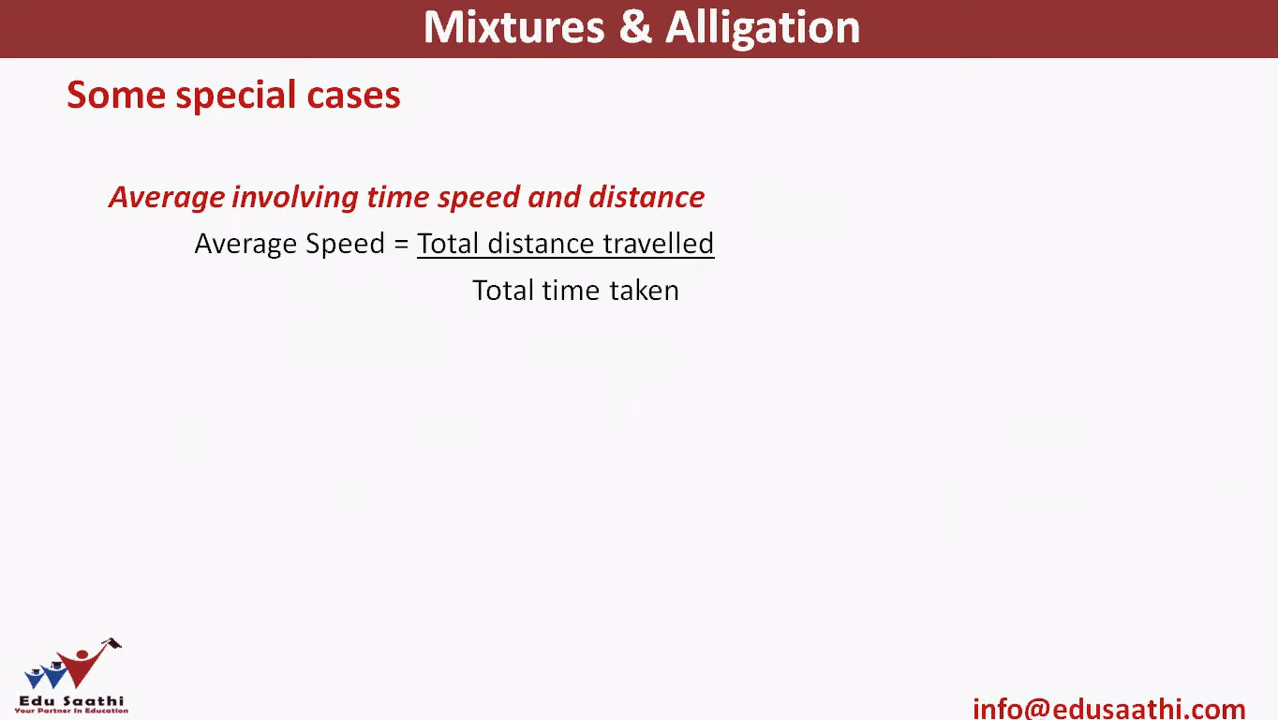 Mixtures & Alligation
Some special cases
Average involving time speed and distance
Average Speed = Total distance travelled
Total time taken
Edu Saathi
Your Partner In Education
info@edusaathi.com